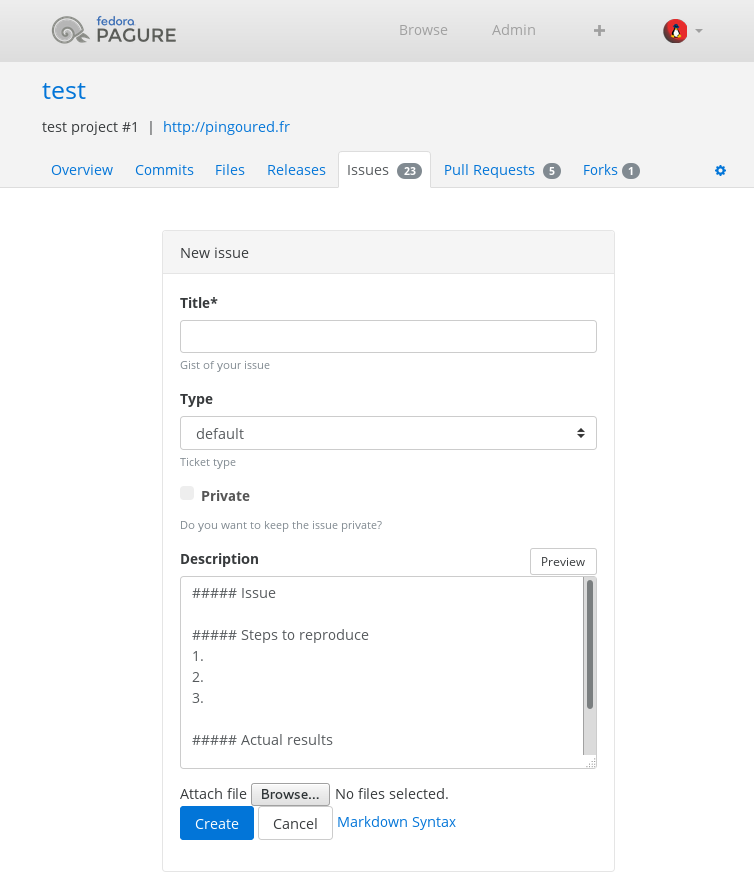 fedora
PAGURE
Browse Admin
test
test project #1 | http://pingoured.fr
Overview Commits Files Releases Issues 23 Pull Requests 5 Forks 1
New issue
Title*
Gist of your issue
Type
default
Ticket type
Private
Do you want to keep the issue private?
Description Preview
##### Issue
##### Steps to reproduce
1.
2.
3.
##### Actual results
Attach file Browse... No files selected.
Create Cancel Markdown Syntax